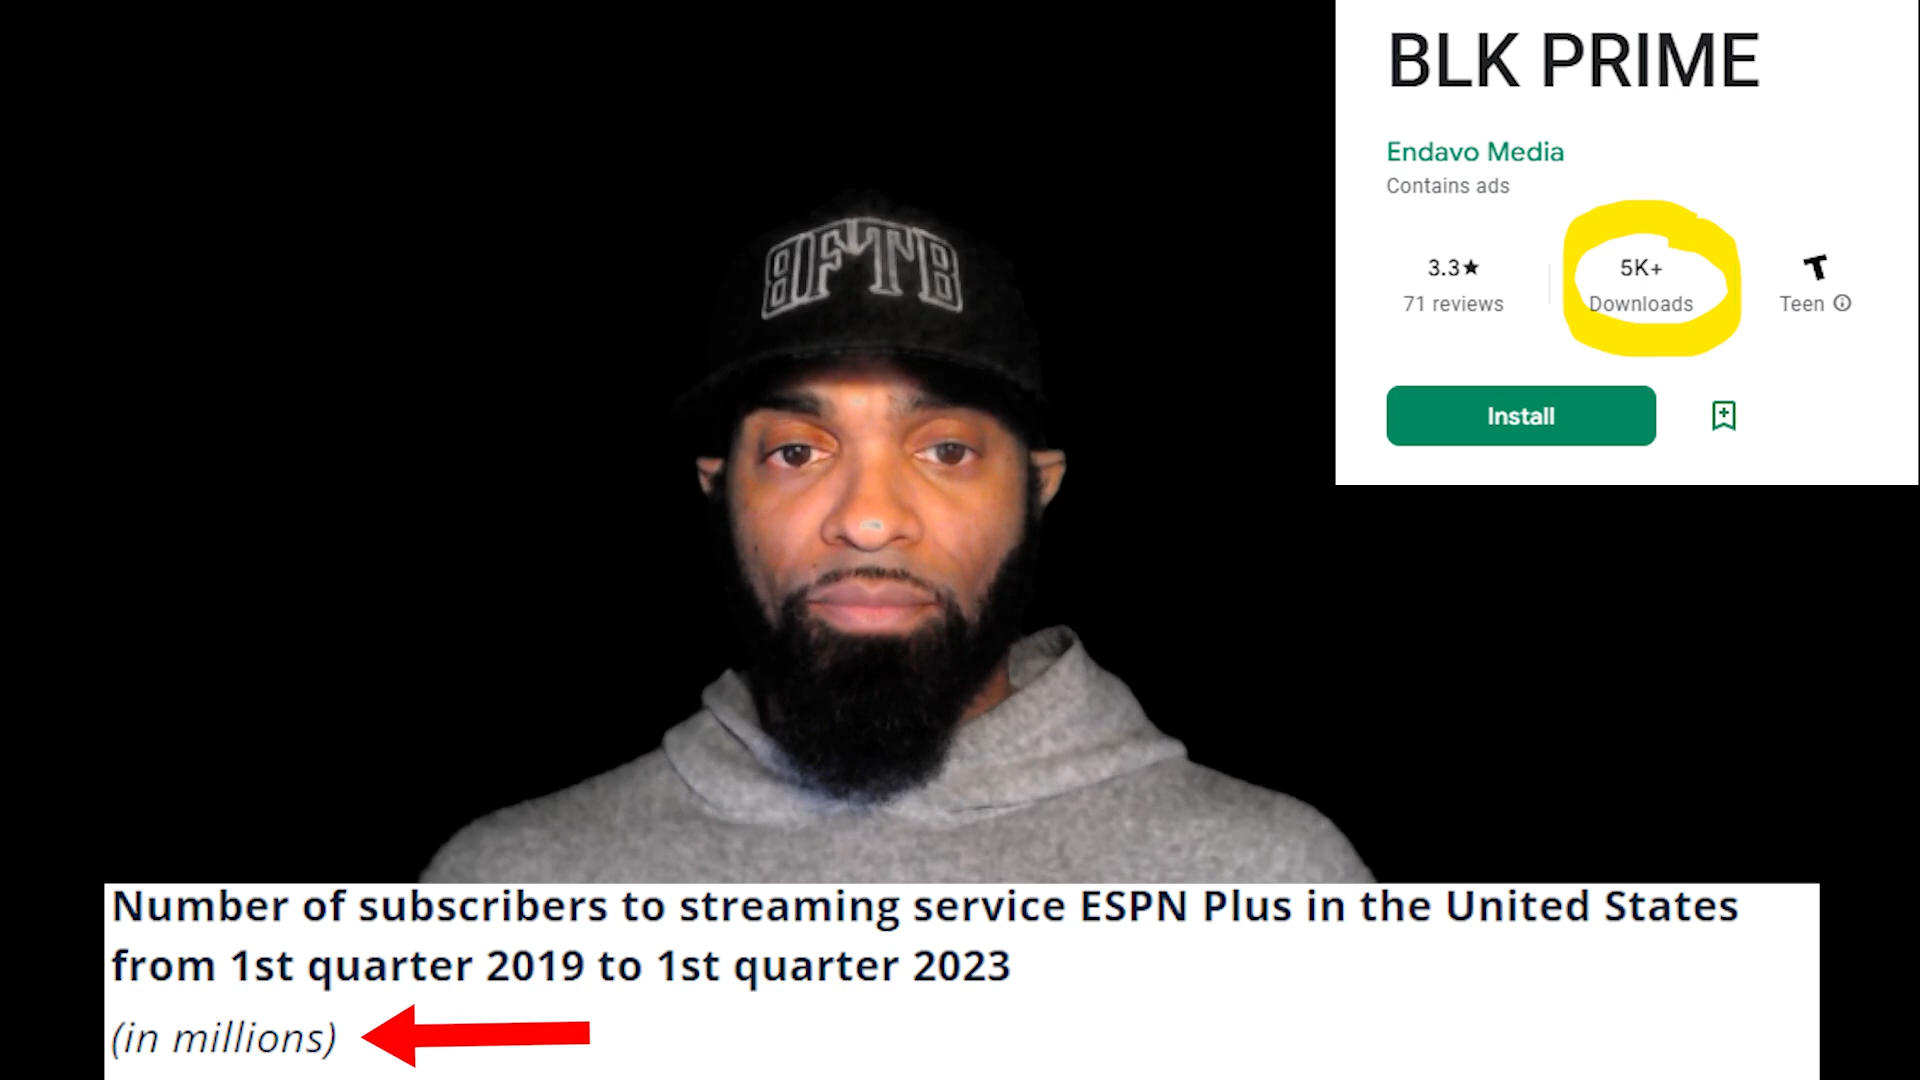 BLK PRIME
Endavo Media
Contains ads
3.3★ 5K+ T
71 reviews Downloads Teen
Install
BFTB
Number of subscribers to streaming service ESPN Plus in the United States
from 1st quarter 2019 to 1st quarter 2023
(in millions)